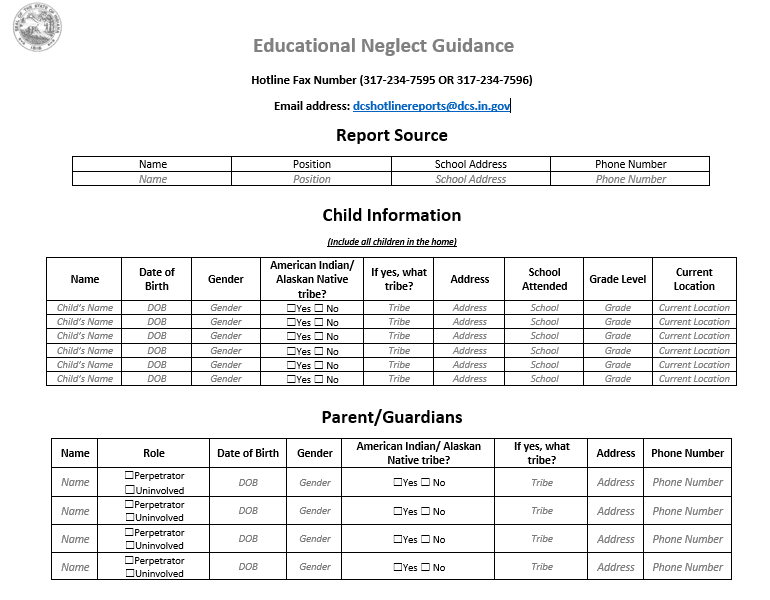 SEAL OF THE STATE OF INDIANA
1816
Educational Neglect Guidance
Hotline Fax Number (317-234-7595 OR 317-234-7596)
Email address: dcshotlinereports@dcs.in.gov
Report Source
Name Position School Address Phone Number
Name Position School Address Phone Number
Child Information
(Include all children in the home)
Name Date of Birth Gender American Indian/ Alaskan Native tribe? If yes, what tribe? Address School Attended Grade Level Current Location
Child's Name DOB Gender ☐Yes ☐ No Tribe Address School Grade Current Location
Child's Name DOB Gender ☐Yes ☐ No Tribe Address School Grade Current Location
Child's Name DOB Gender ☐Yes ☐ No Tribe Address School Grade Current Location
Child's Name DOB Gender ☐Yes ☐ No Tribe Address School Grade Current Location
Child's Name DOB Gender ☐Yes ☐ No Tribe Address School Grade Current Location
Child's Name DOB Gender ☐Yes ☐ No Tribe Address School Grade Current Location
Parent/Guardians
Name Role Date of Birth Gender American Indian/ Alaskan Native tribe? If yes, what tribe? Address Phone Number
Name ☐Perpetrator ☐Uninvolved DOB Gender ☐Yes ☐ No Tribe Address Phone Number
Name ☐Perpetrator ☐Uninvolved DOB Gender ☐Yes ☐ No Tribe Address Phone Number
Name ☐Perpetrator ☐Uninvolved DOB Gender ☐Yes ☐ No Tribe Address Phone Number
Name ☐Perpetrator ☐Uninvolved DOB Gender ☐Yes ☐ No Tribe Address Phone Number